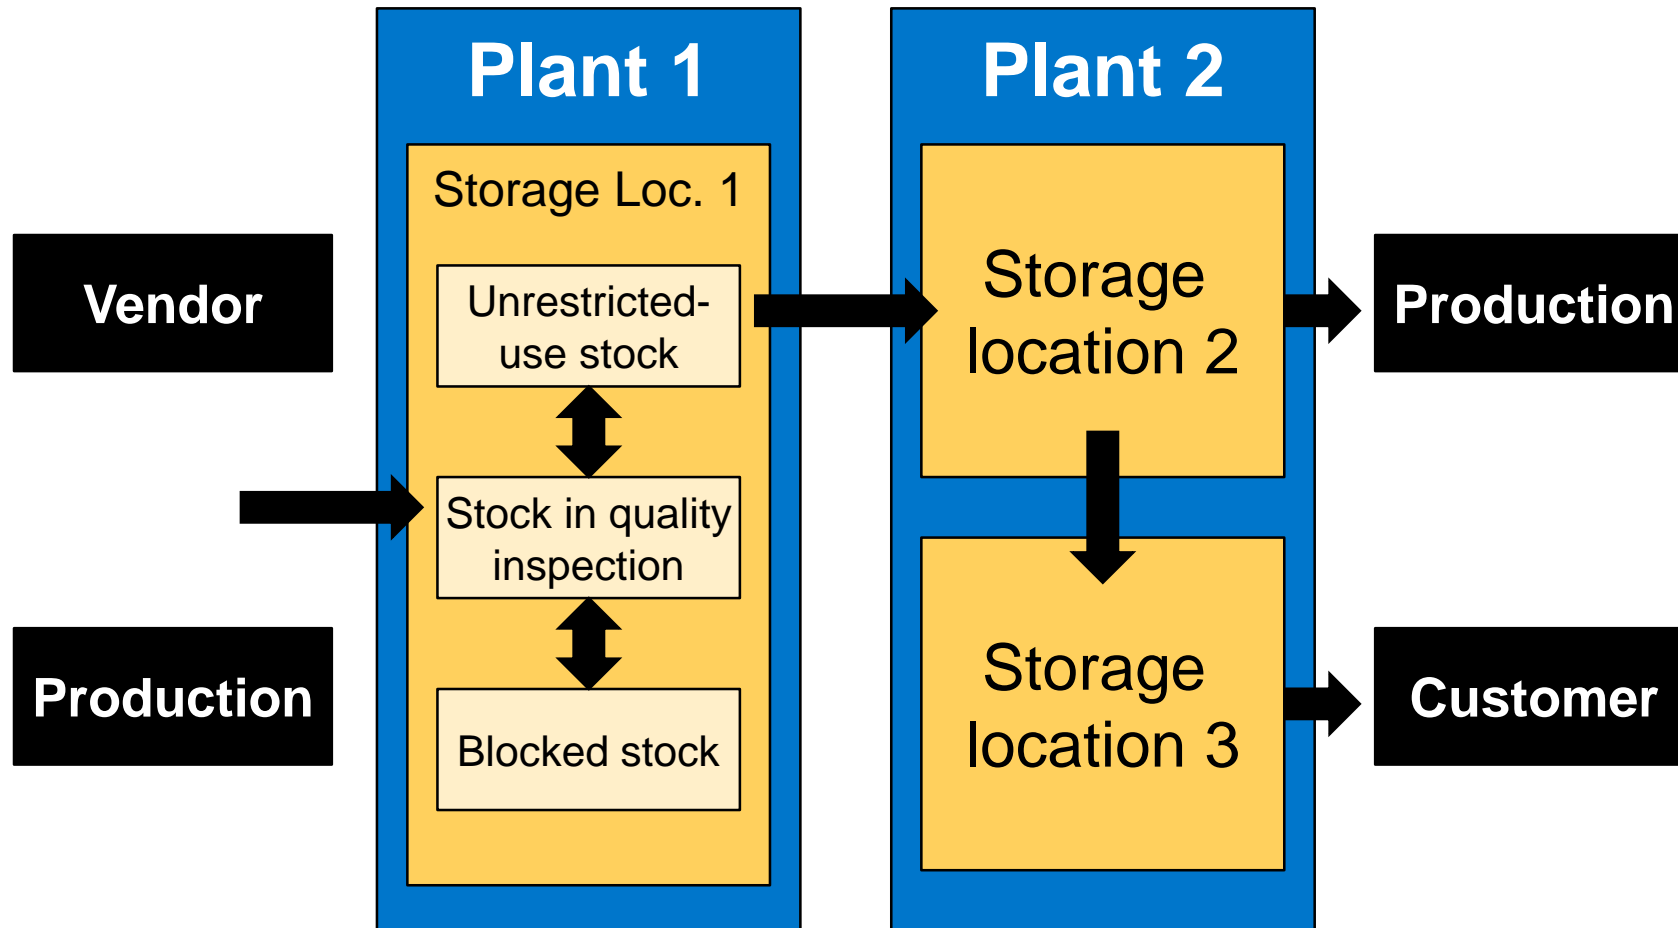 Plant 1
Plant 2
Storage Loc. 1
Vendor
Unrestricted-
use stock
Storage
location 2
Production
Stock in quality
inspection
Production
Blocked stock
Storage
location 3
Customer